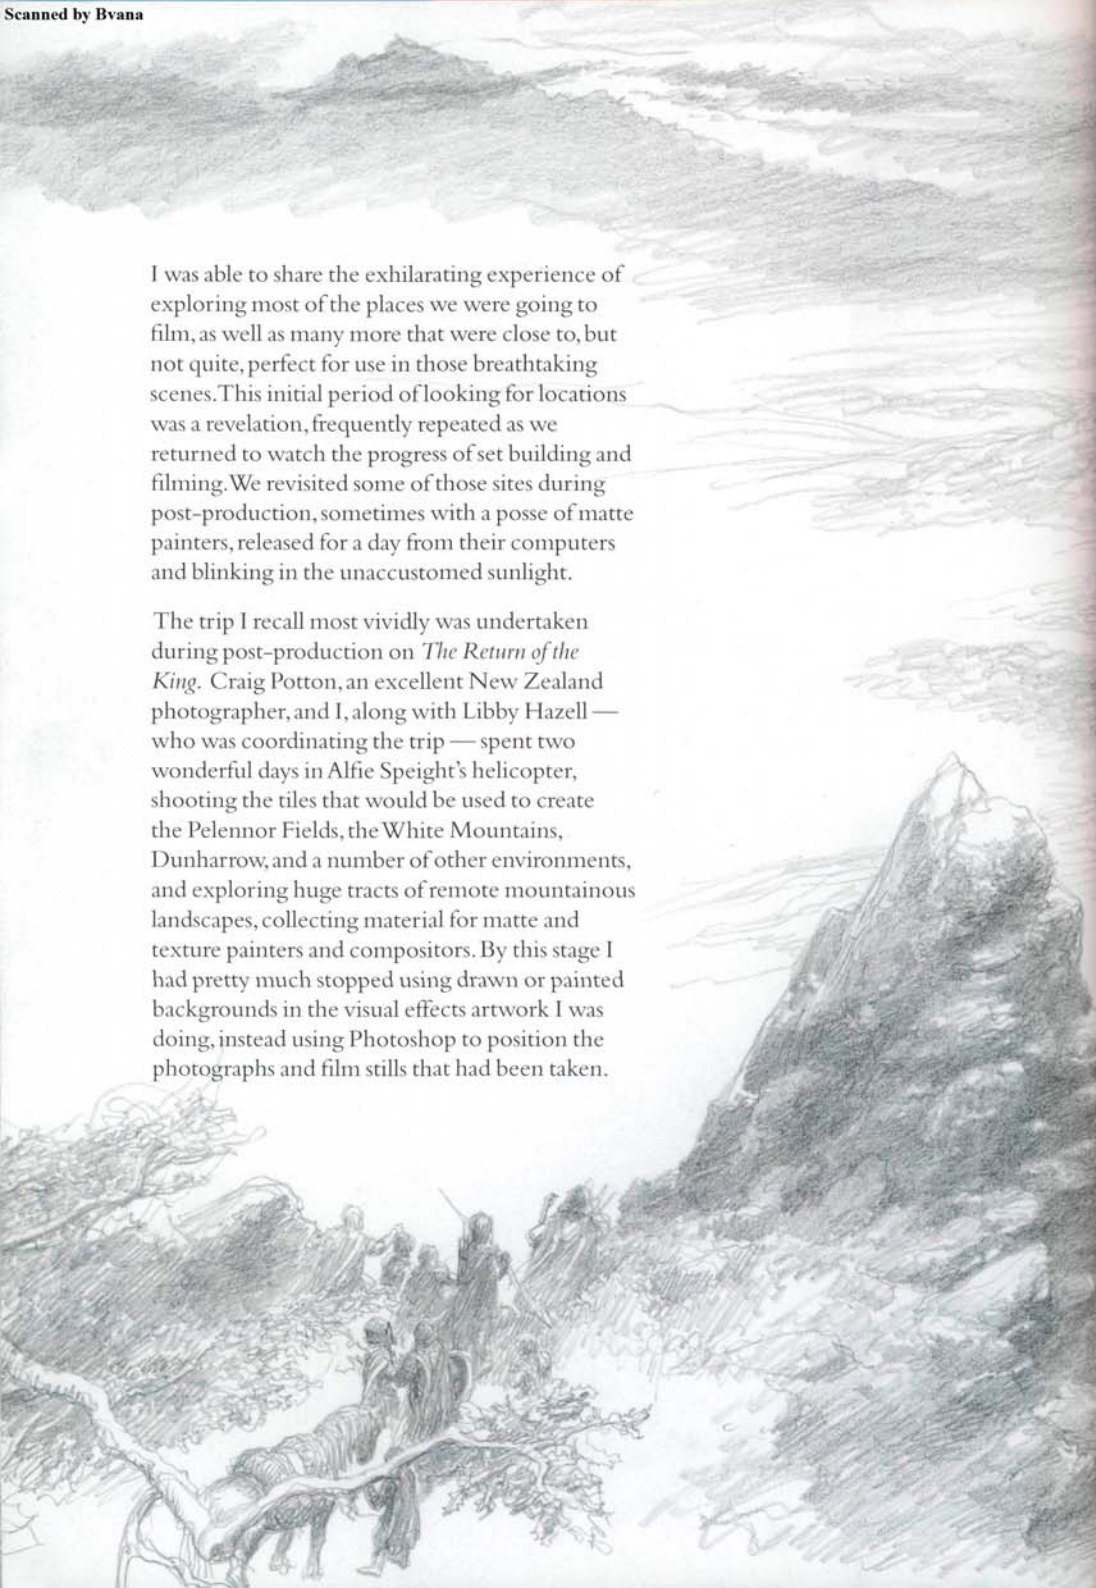 Scanned by Bvana
I was able to share the exhilarating experience of
exploring most of the places we were going to
film, as well as many more that were close to, but
not quite, perfect for use in those breathtaking
scenes. This initial period of looking for locations
was a revelation, frequently repeated as we
returned to watch the progress of set building and
filming. We revisited some of those sites during
post-production, sometimes with a posse of matte
painters, released for a day from their computers
and blinking in the unaccustomed sunlight.
The trip I recall most vividly was undertaken
during post-production on The Return of the
King. Craig Potton, an excellent New Zealand
photographer, and I, along with Libby Hazell —
who was coordinating the trip — spent two
wonderful days in Alfie Speight's helicopter,
shooting the tiles that would be used to create
the Pelennor Fields, the White Mountains,
Dunharrow, and a number of other environments,
and exploring huge tracts of remote mountainous
landscapes, collecting material for matte and
texture painters and compositors. By this stage I
had pretty much stopped using drawn or painted
backgrounds in the visual effects artwork I was
doing, instead using Photoshop to position the
photographs and film stills that had been taken.